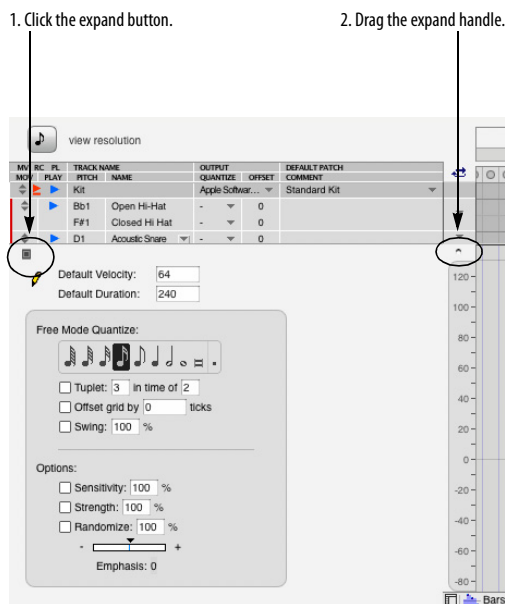 1. Click the expand button.
2. Drag the expand handle.
view resolution
MV RC PL TRACK NAME OUTPUT DEFAULT PATCH
MOV PLAY PITCH NAME QUANTIZE OFFSET COMMENT
Kit Apple Softwar... Standard Kit
Bb1 Open Hi-Hat - 0
F#1 Closed Hi Hat - 0
D1 Acoustic Snare - 0
Default Velocity: 64
Default Duration: 240
Free Mode Quantize:
Tuplet: 3 in time of 2
Offset grid by 0 ticks
Swing: 100 %
Options:
Sensitivity: 100 %
Strength: 100 %
Randomize: 100 %
- +
Emphasis: 0
120
100
80
60
40
20
0
-20
-40
-60
-80
Bars